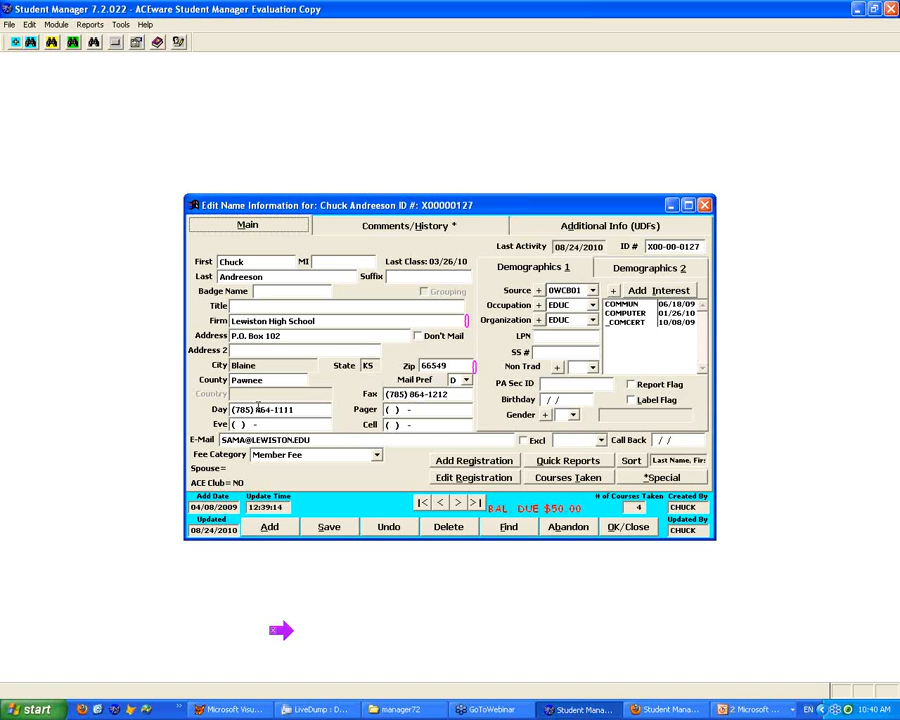 Student Manager 7.2.022 - ACEware Student Manager Evaluation Copy
File Edit Module Reports Tools Help
Edit Name Information for: Chuck Andreeson ID #: X00000127
Main Comments/History * Additional Info (UDFs)
Last Activity 08/24/2010 ID # X00-00-0127
First Chuck MI Last Class: 03/26/10
Last Andreeson Suffix
Demographics 1 Demographics 2
Badge Name Grouping
Source + 0WCB01 + Add Interest
Title
Occupation + EDUC
COMMUN 06/18/09
COMPUTER 01/26/10
_COMCERT 10/08/09
Firm Lewiston High School
Organization + EDUC
Address P.O. Box 102 Don't Mail
LPN
Address 2
SS #
City Blaine State KS Zip 66549
Non Trad +
County Pawnee Mail Pref D
PA Sec ID Report Flag
Country Fax (785) 864-1212
Birthday / / Label Flag
Day (785) 864-1111 Pager ( ) -
Gender +
Eve ( ) - Cell ( ) -
E-Mail SAMA@LEWISTON.EDU Excl Call Back / /
Fee Category Member Fee
Add Registration Quick Reports Sort Last Name, Firs
Spouse=
Edit Registration Courses Taken *Special
ACE Club= NO
Add Date Update Time # of Courses Taken Created By
04/08/2009 12:39:14 |< < > >| BAL DUE $50.00 4 CHUCK
Updated Updated By
08/24/2010 Add Save Undo Delete Find Abandon OK/Close CHUCK
start Microsoft Visu... LiveDump : D... manager72 GoToWebinar Student Mana... Student Mana... 2 Microsoft ... EN 10:40 AM